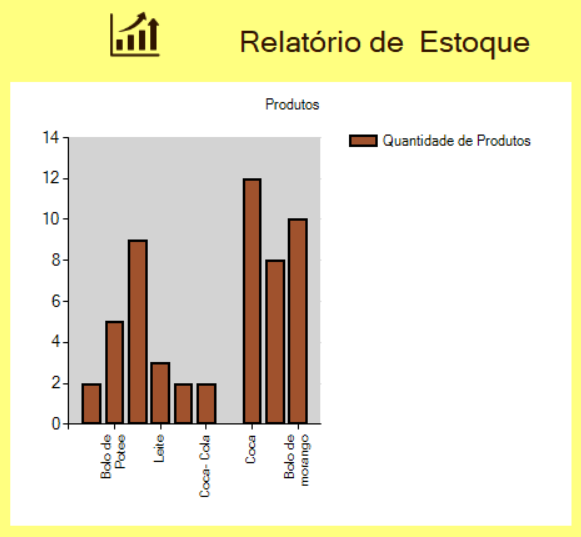 Relatório de Estoque
Produtos
Quantidade de Produtos
14
12
10
8
6
4
2
0
Bolo de
Potee
Leite
Coca- Cola
Coca
Bolo de
morango